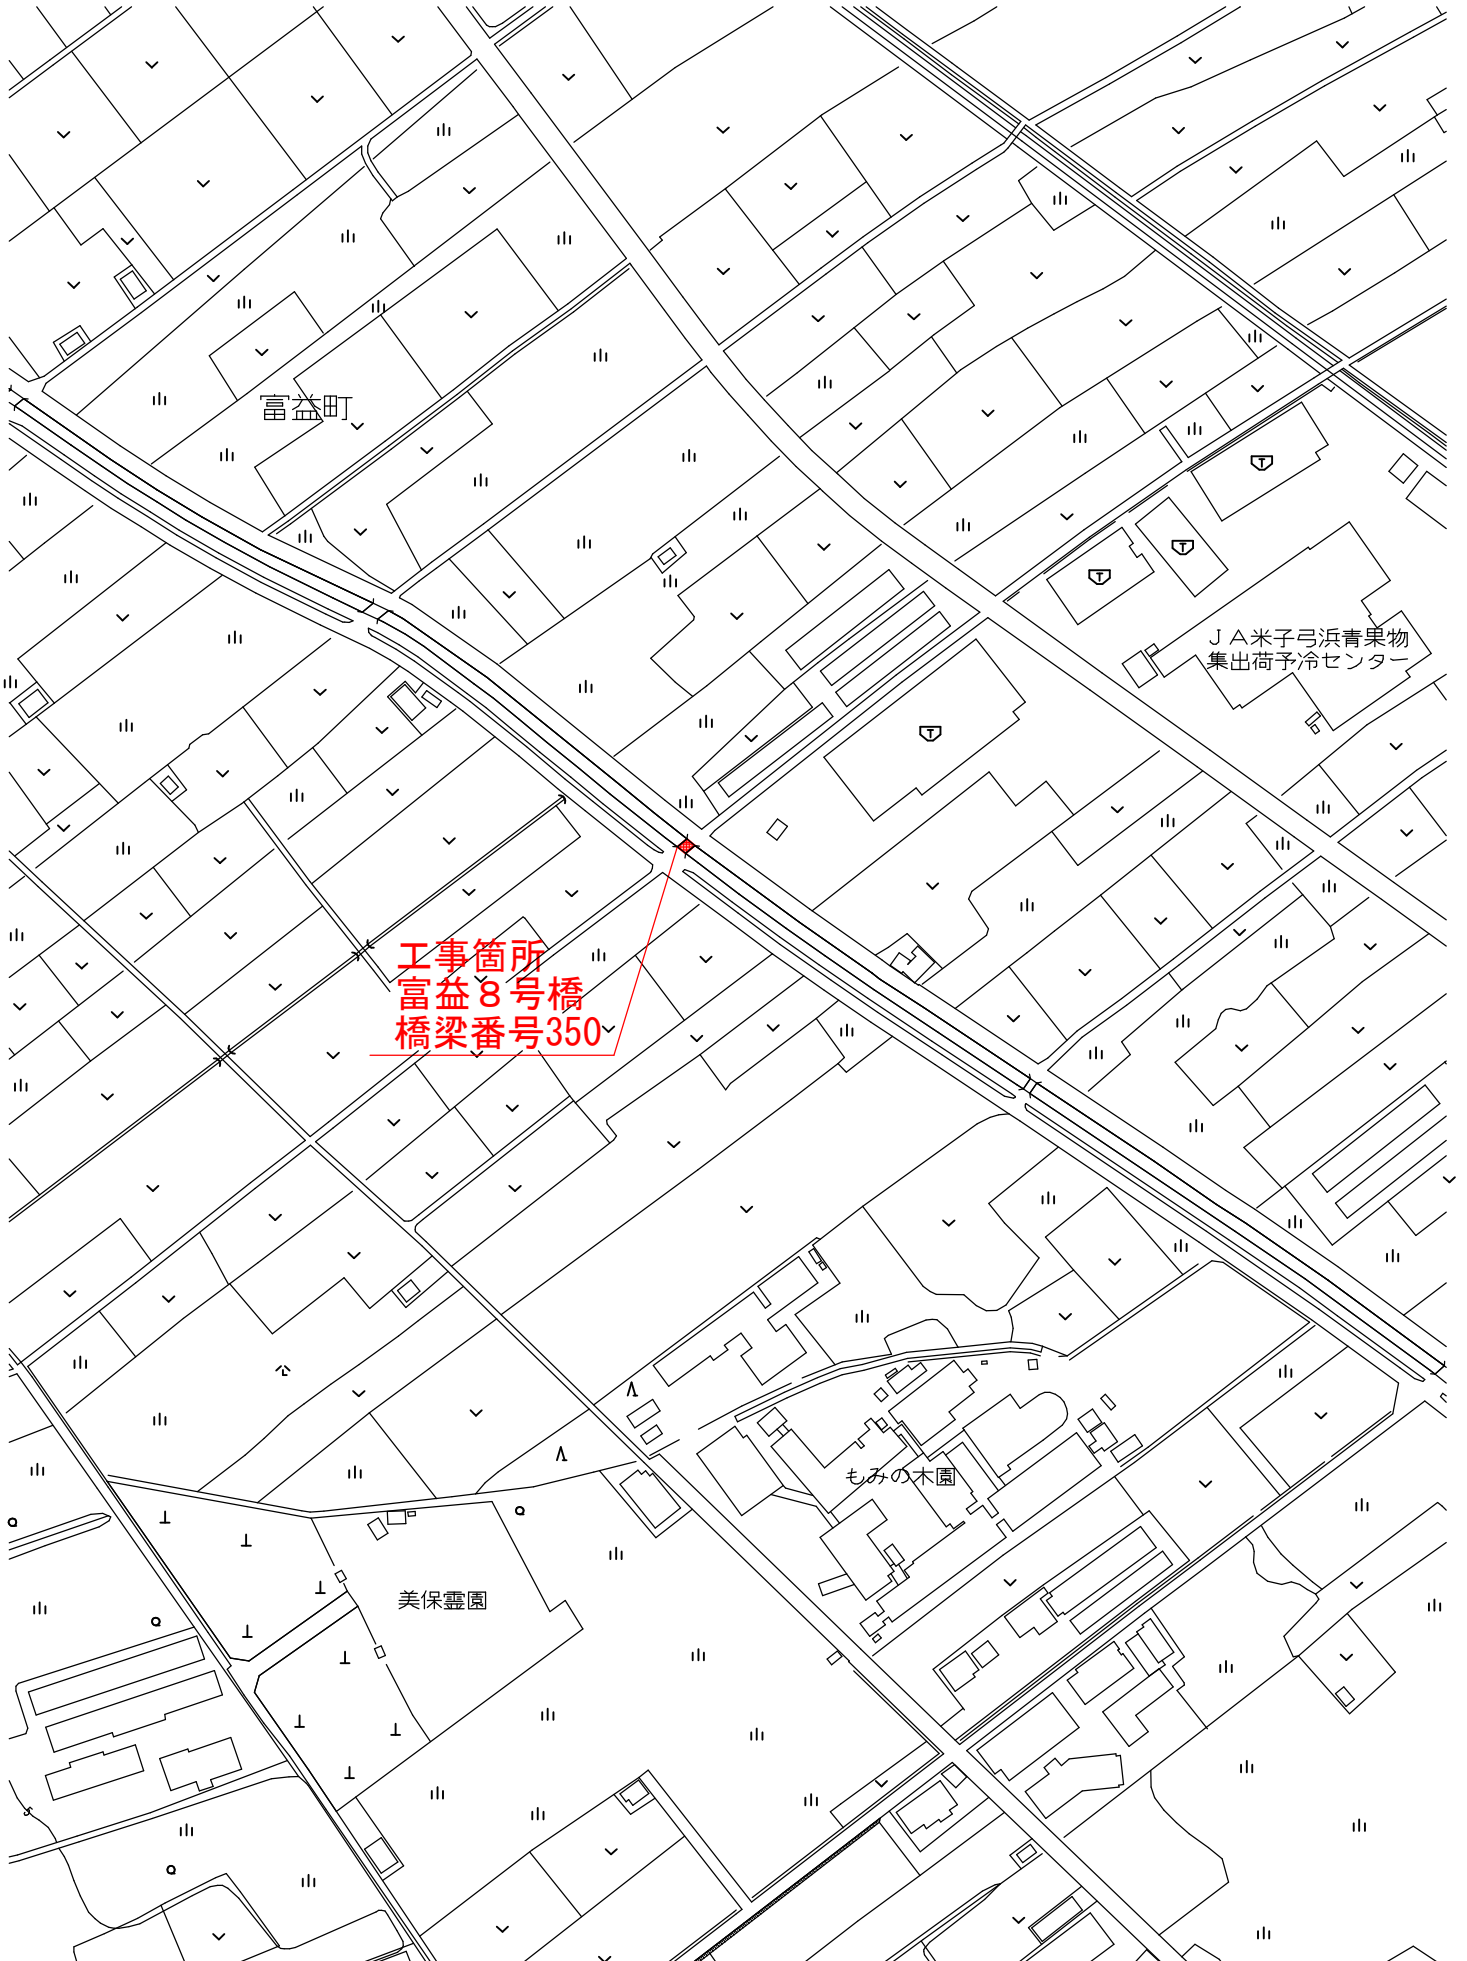 富益町
ＪＡ米子弓浜青果物
集出荷予冷センター
工事箇所
富益８号橋
橋梁番号350
もみの木園
美保霊園